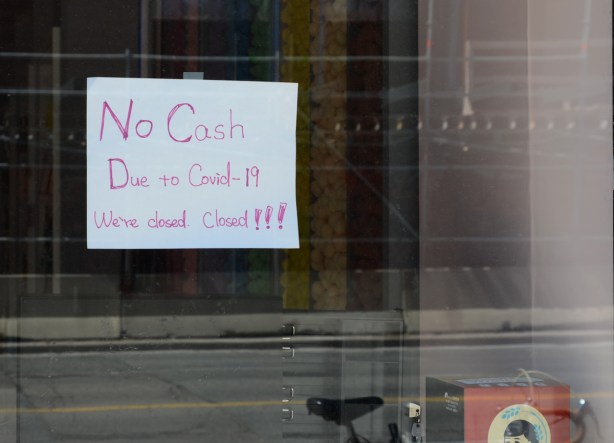 No Cash
Due to Covid-19
We're closed. Closed!!!